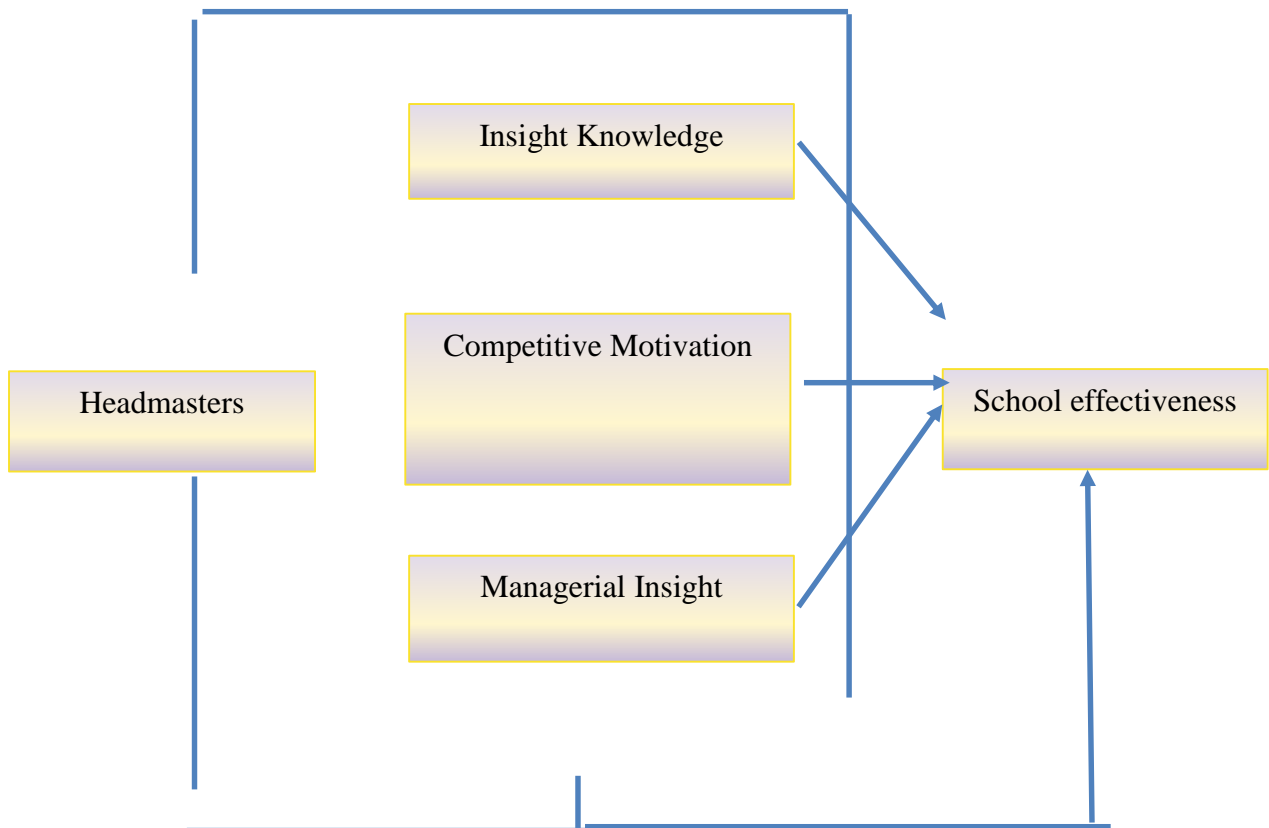 Insight Knowledge
Competitive Motivation
Headmasters
School effectiveness
Managerial Insight